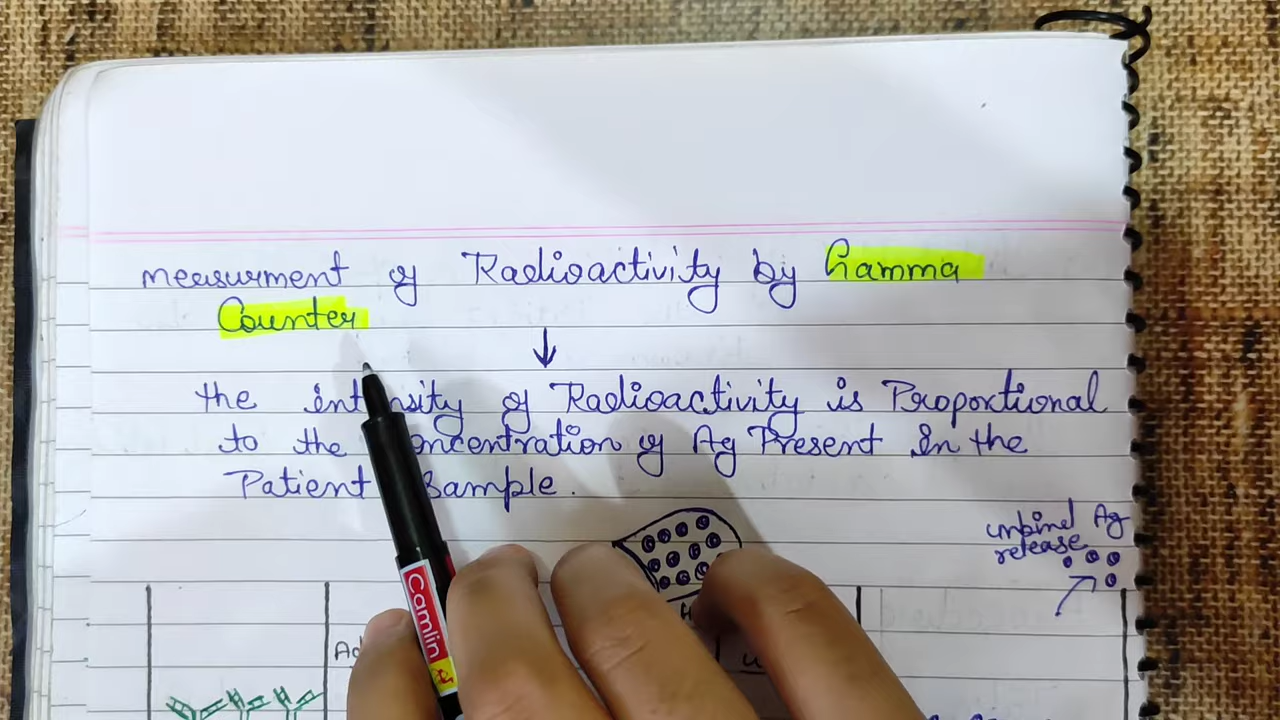 measurment of Radioactivity by Gamma
Counter
↓
the intensity of Radioactivity is Proportional
to the concentration of Ag Present in the
Patient Sample.
unbind Ag
release
Camlin
Ad